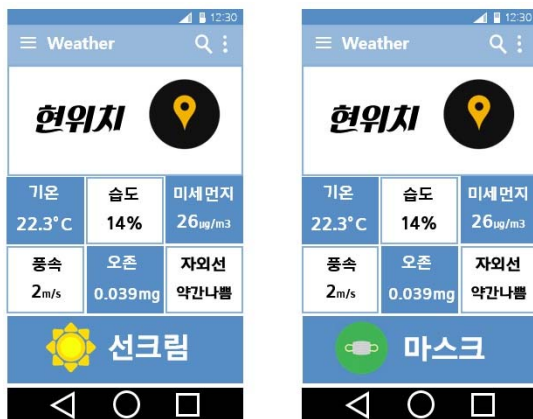 12:30
Weather
현위치
기온 습도 미세먼지
22.3°C 14% 26µg/m3
풍속 오존 자외선
2m/s 0.039mg 약간나쁨
선크림
12:30
Weather
현위치
기온 습도 미세먼지
22.3°C 14% 26µg/m3
풍속 오존 자외선
2m/s 0.039mg 약간나쁨
마스크